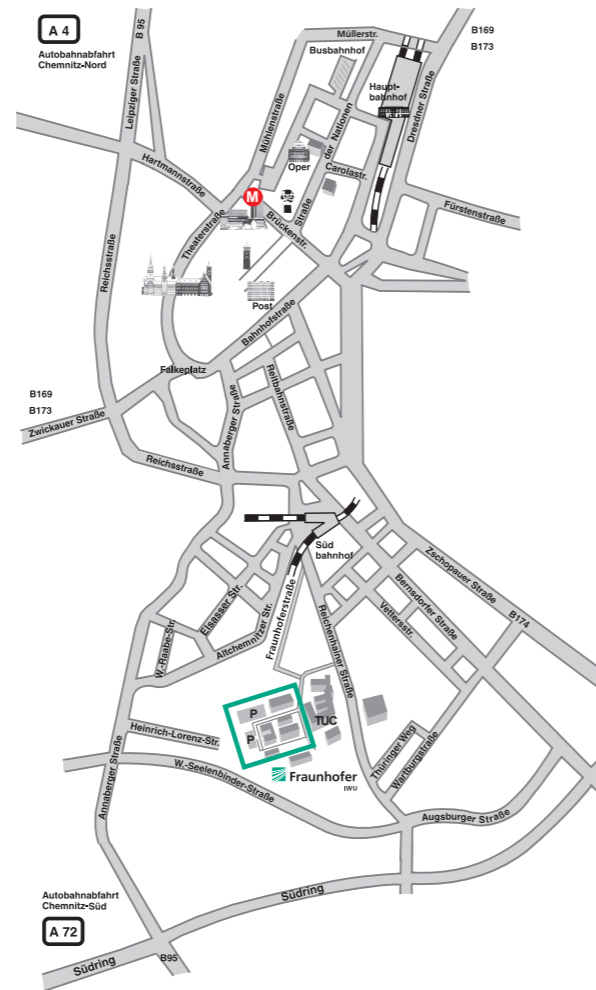 A 4
Autobahnabfahrt
Chemnitz-Nord
B 95
Leipziger Straße
Müllerstr.
Busbahnhof
B169
B173
Haupt-
bahnhof
Dresdner Straße
Mühlenstraße
der Nationen
Straße
Oper
Carolastr.
Hartmannstraße
M
Brückenstr.
Fürstenstraße
Theaterstraße
Reichsstraße
Post
Bahnhofstraße
Falkeplatz
Reitbahnstraße
Annaberger Straße
B169
B173
Zwickauer Straße
Reichsstraße
Süd
bahnhof
Zschopauer Straße
B174
Bernsdorfer Straße
Vettersstr.
Elsasser Str.
W.-Raabe-Str.
Altchemnitzer Str.
Fraunhoferstraße
Reichenhainer Straße
P
P
TUC
Heinrich-Lorenz-Str.
Annaberger Straße
W.-Seelenbinder-Straße
Fraunhofer
IWU
Thüringer Weg
Wartburgstraße
Augsburger Straße
Südring
Autobahnabfahrt
Chemnitz-Süd
A 72
Südring
B95